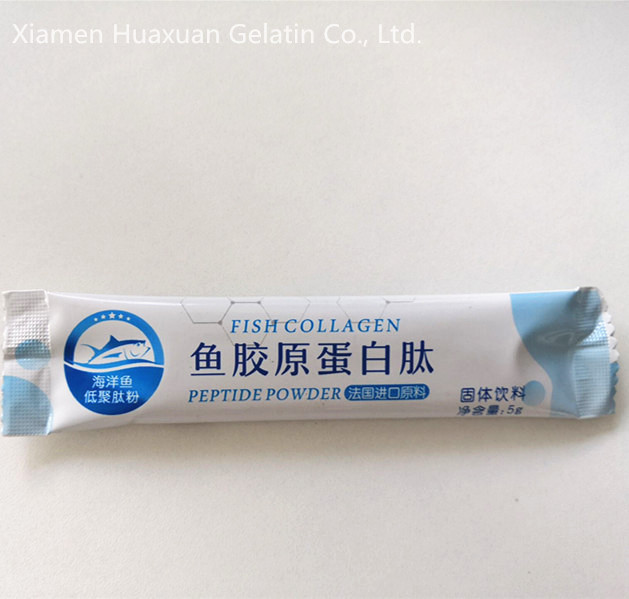 Xiamen Huaxuan Gelatin Co., Ltd.
FISH COLLAGEN
鱼胶原蛋白肽
PEPTIDE POWDER 法国进口原料
海洋鱼
低聚肽粉
固体饮料
净含量: 5g